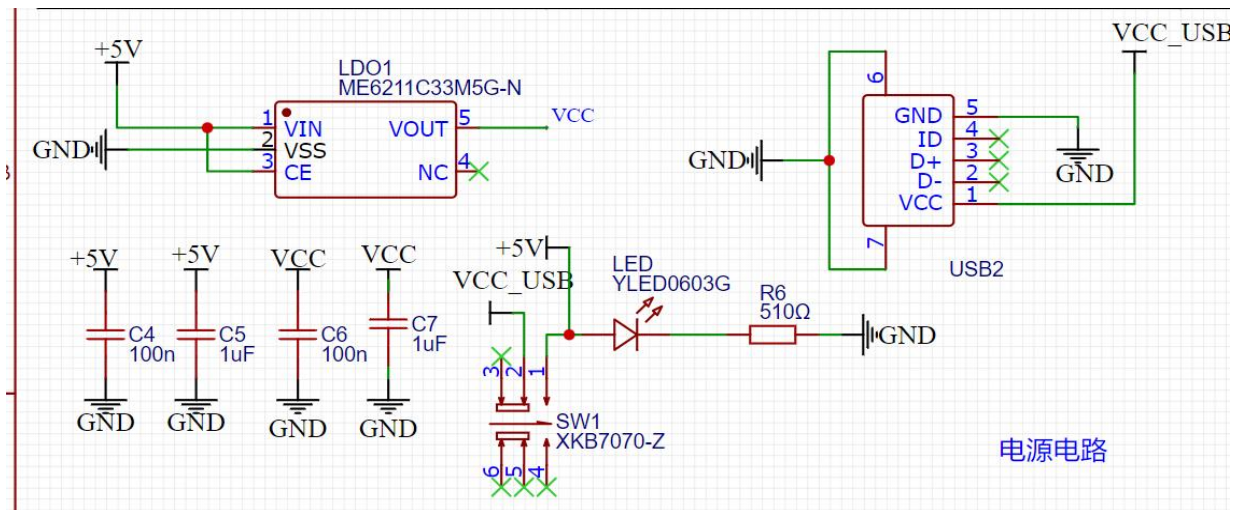 +5V
LDO1
ME6211C33M5G-N
1 VIN
2 VSS
3 CE
VOUT 5
NC 4
VCC
GND
VCC_USB
6
GND 5
ID 4
D+ 3
D- 2
VCC 1
7
GND
GND
USB2
+5V
C4
100n
GND
+5V
C5
1uF
GND
VCC
C6
100n
GND
VCC
C7
1uF
GND
+5V
VCC_USB
LED
YLED0603G
R6
510Ω
GND
3 2 1
SW1
XKB7070-Z
6 5 4
电源电路
B